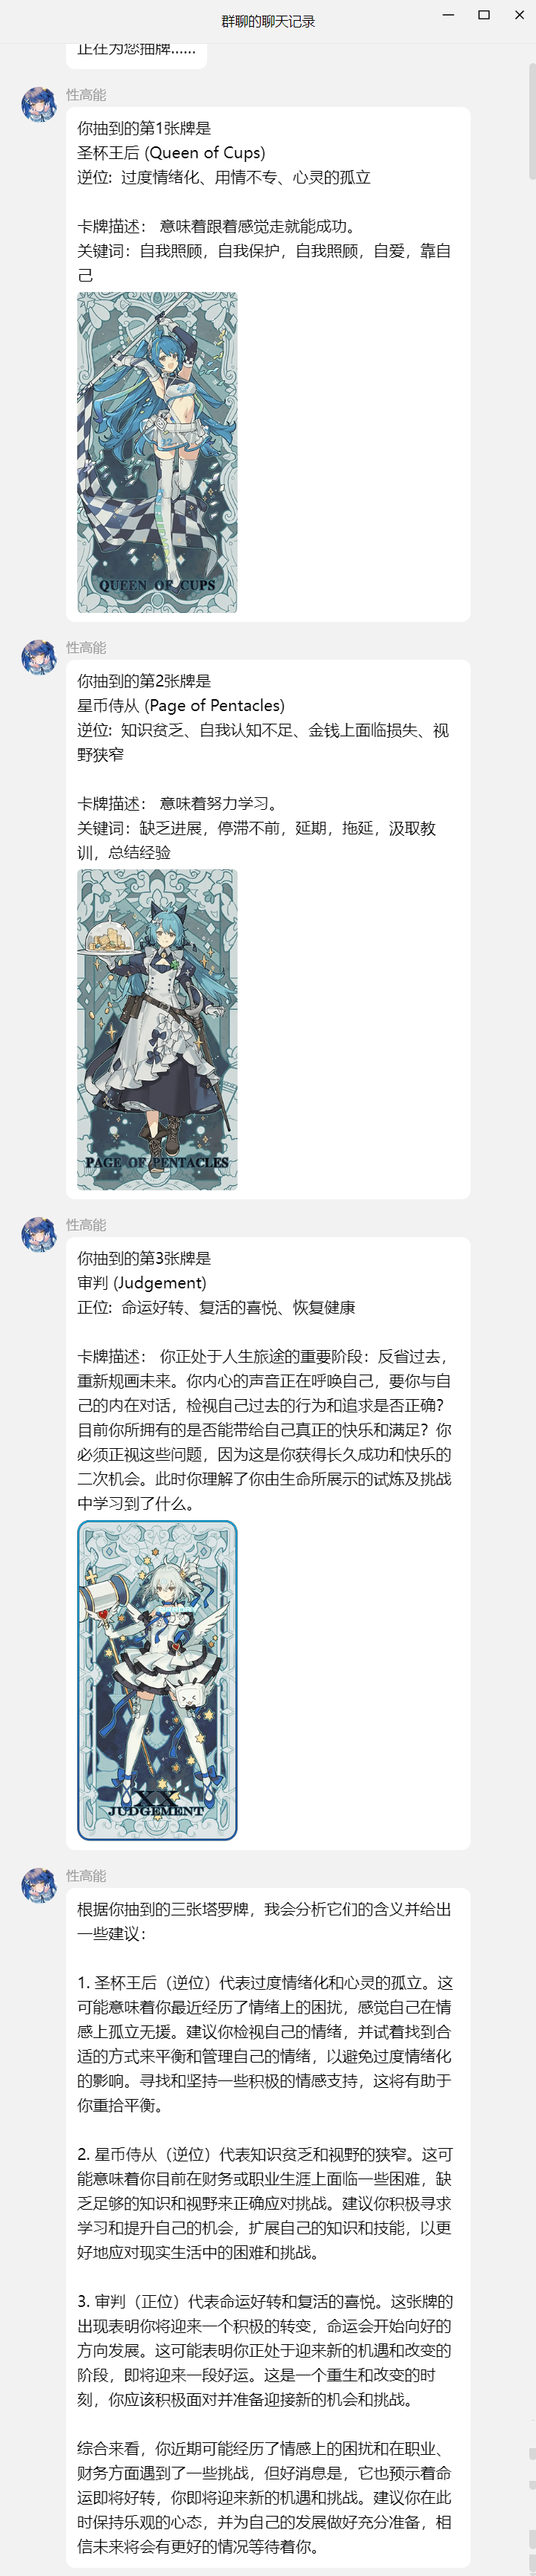 群聊的聊天记录
正在为您抽牌……
性高能
你抽到的第1张牌是
圣杯王后 (Queen of Cups)
逆位：过度情绪化、用情不专、心灵的孤立
卡牌描述： 意味着跟着感觉走就能成功。
关键词：自我照顾，自我保护，自我照顾，自爱，靠自
己
QUEEN OF CUPS
性高能
你抽到的第2张牌是
星币侍从 (Page of Pentacles)
逆位：知识贫乏、自我认知不足、金钱上面临损失、视
野狭窄
卡牌描述： 意味着努力学习。
关键词：缺乏进展，停滞不前，延期，拖延，汲取教
训，总结经验
PAGE OF PENTACLES
性高能
你抽到的第3张牌是
审判 (Judgement)
正位：命运好转、复活的喜悦、恢复健康
卡牌描述： 你正处于人生旅途的重要阶段：反省过去，
重新规画未来。你内心的声音正在呼唤自己，要你与自
己的内在对话，检视自己过去的行为和追求是否正确？
目前你所拥有的是否能带给自己真正的快乐和满足？你
必须正视这些问题，因为这是你获得长久成功和快乐的
二次机会。此时你理解了你由生命所展示的试炼及挑战
中学习到了什么。
XX
JUDGEMENT
性高能
根据你抽到的三张塔罗牌，我会分析它们的含义并给出
一些建议：
1. 圣杯王后（逆位）代表过度情绪化和心灵的孤立。这
可能意味着你最近经历了情绪上的困扰，感觉自己在情
感上孤立无援。建议你检视自己的情绪，并试着找到合
适的方式来平衡和管理自己的情绪，以避免过度情绪化
的影响。寻找和坚持一些积极的情感支持，这将有助于
你重拾平衡。
2. 星币侍从（逆位）代表知识贫乏和视野的狭窄。这可
能意味着你目前在财务或职业生涯上面临一些困难，缺
乏足够的知识和视野来正确应对挑战。建议你积极寻求
学习和提升自己的机会，扩展自己的知识和技能，以更
好地应对现实生活中的困难和挑战。
3. 审判（正位）代表命运好转和复活的喜悦。这张牌的
出现表明你将迎来一个积极的转变，命运会开始向好的
方向发展。这可能表明你正处于迎来新的机遇和改变的
阶段，即将迎来一段好运。这是一个重生和改变的时
刻，你应该积极面对并准备迎接新的机会和挑战。
综合来看，你近期可能经历了情感上的困扰和在职业、
财务方面遇到了一些挑战，但好消息是，它也预示着命
运即将好转，你即将迎来新的机遇和挑战。建议你在此
时保持乐观的心态，并为自己的发展做好充分准备，相
信未来将会有更好的情况等待着你。